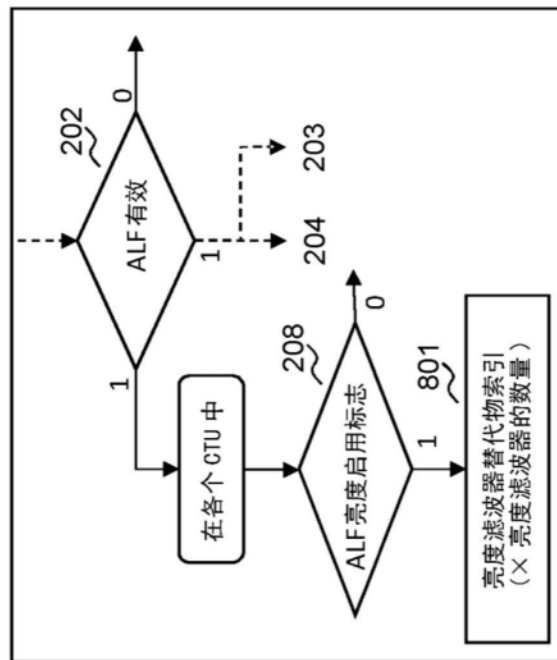 202
ALF 有效
0
1
1
203
204
在各个 CTU 中
208
ALF亮度启用标志
0
1
801
亮度滤波器替代物索引
(× 亮度滤波器的数量)